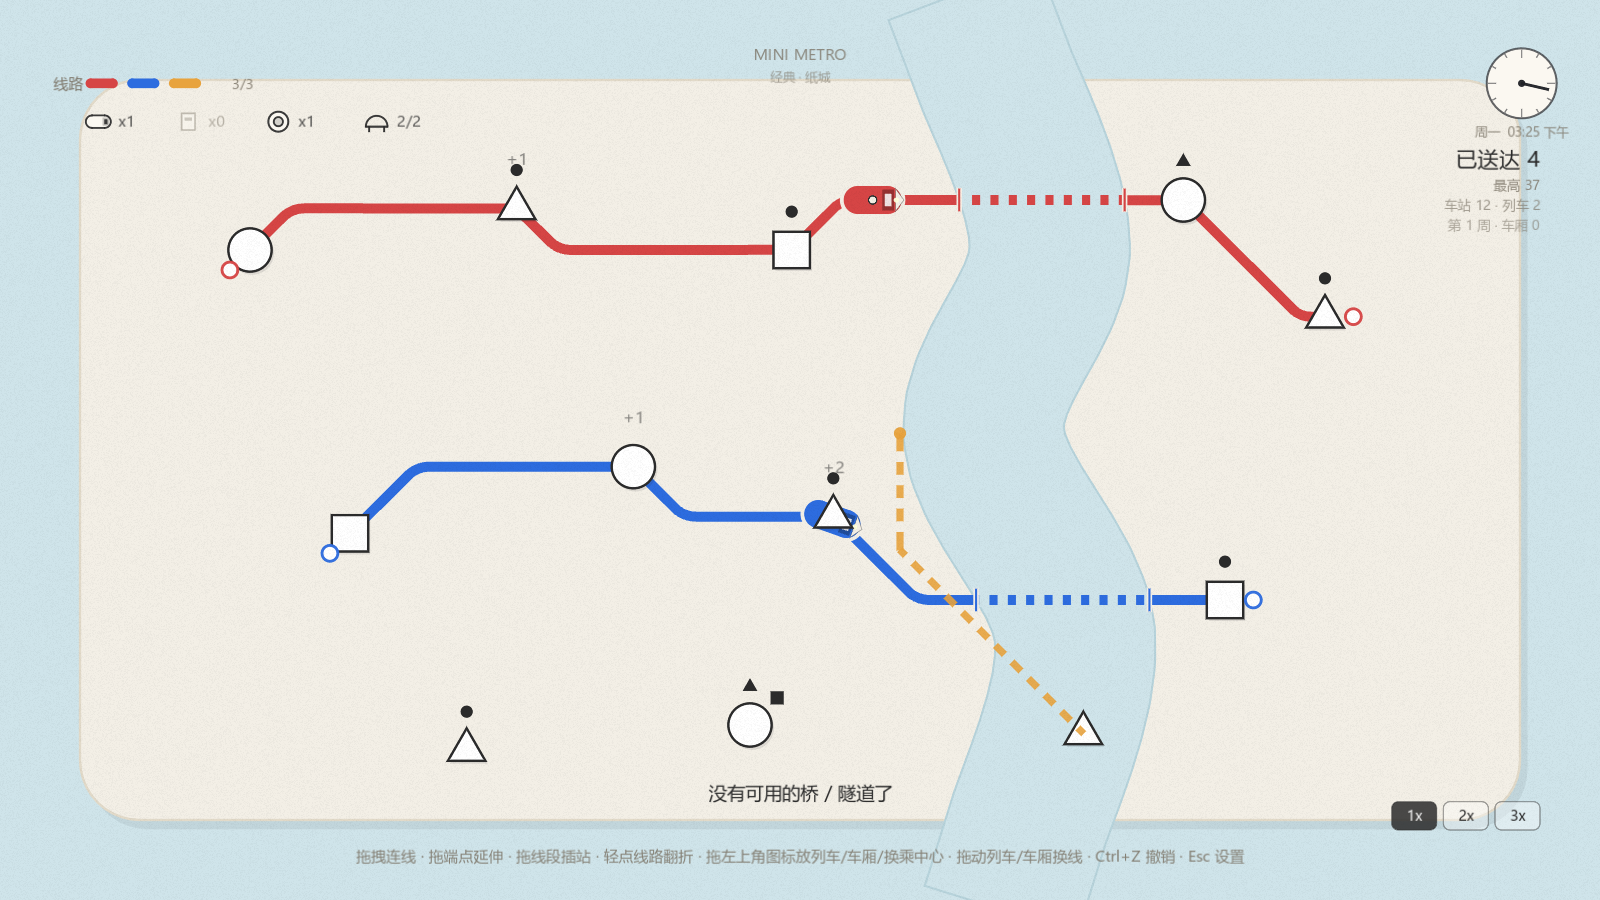 MINI METRO
经典 · 纸城
线路
3/3
x1
x0
x1
2/2
周一 03:25 下午
已送达 4
最高 37
车站 12 · 列车 2
第 1 周 · 车厢 0
+1
+1
+2
没有可用的桥 / 隧道了
1x
2x
3x
拖拽连线 · 拖端点延伸 · 拖线段插站 · 轻点线路翻折 · 拖左上角图标放列车/车厢/换乘中心 · 拖动列车/车厢换线 · Ctrl+Z 撤销 · Esc 设置